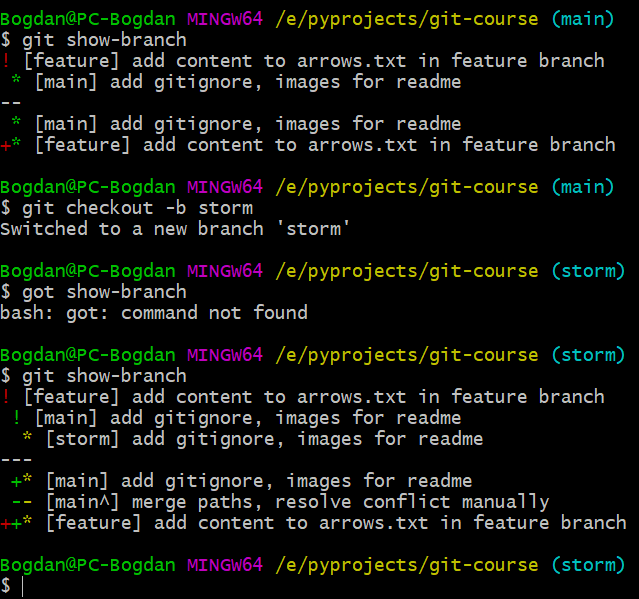 Bogdan@PC-Bogdan MINGW64 /e/pyprojects/git-course (main)
$ git show-branch
! [feature] add content to arrows.txt in feature branch
 * [main] add gitignore, images for readme
--
 * [main] add gitignore, images for readme
+* [feature] add content to arrows.txt in feature branch

Bogdan@PC-Bogdan MINGW64 /e/pyprojects/git-course (main)
$ git checkout -b storm
Switched to a new branch 'storm'

Bogdan@PC-Bogdan MINGW64 /e/pyprojects/git-course (storm)
$ got show-branch
bash: got: command not found

Bogdan@PC-Bogdan MINGW64 /e/pyprojects/git-course (storm)
$ git show-branch
! [feature] add content to arrows.txt in feature branch
 ! [main] add gitignore, images for readme
  * [storm] add gitignore, images for readme
---
 +* [main] add gitignore, images for readme
 -- [main^] merge paths, resolve conflict manually
++* [feature] add content to arrows.txt in feature branch

Bogdan@PC-Bogdan MINGW64 /e/pyprojects/git-course (storm)
$